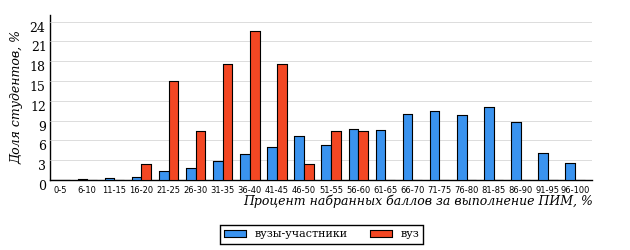 Доля студентов, %
24
21
18
15
12
9
6
3
0
0-5 6-10 11-15 16-20 21-25 26-30 31-35 36-40 41-45 46-50 51-55 56-60 61-65 66-70 71-75 76-80 81-85 86-90 91-95 96-100
Процент набранных баллов за выполнение ПИМ, %
вузы-участники вуз